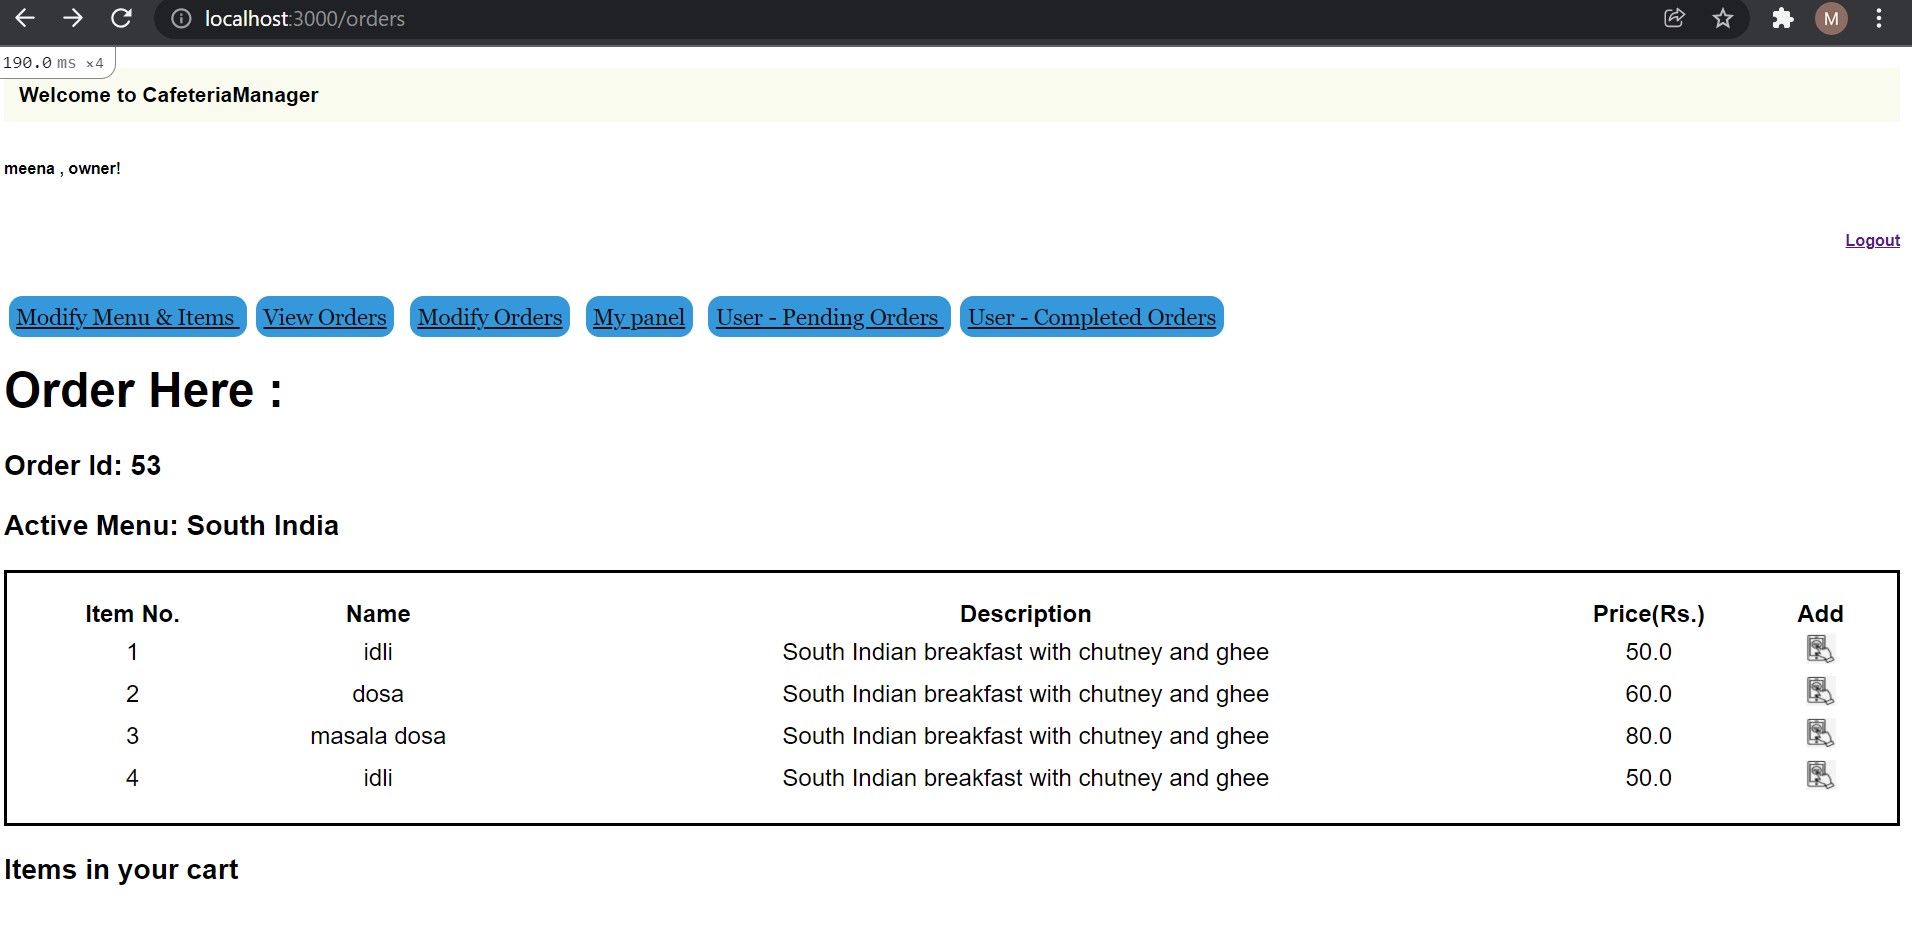 localhost:3000/orders
M
190.0 ms ×4
Welcome to CafeteriaManager
meena , owner!
Logout
Modify Menu & Items View Orders Modify Orders My panel User - Pending Orders User - Completed Orders
Order Here :
Order Id: 53
Active Menu: South India
Item No. Name Description Price(Rs.) Add
1 idli South Indian breakfast with chutney and ghee 50.0
2 dosa South Indian breakfast with chutney and ghee 60.0
3 masala dosa South Indian breakfast with chutney and ghee 80.0
4 idli South Indian breakfast with chutney and ghee 50.0
Items in your cart